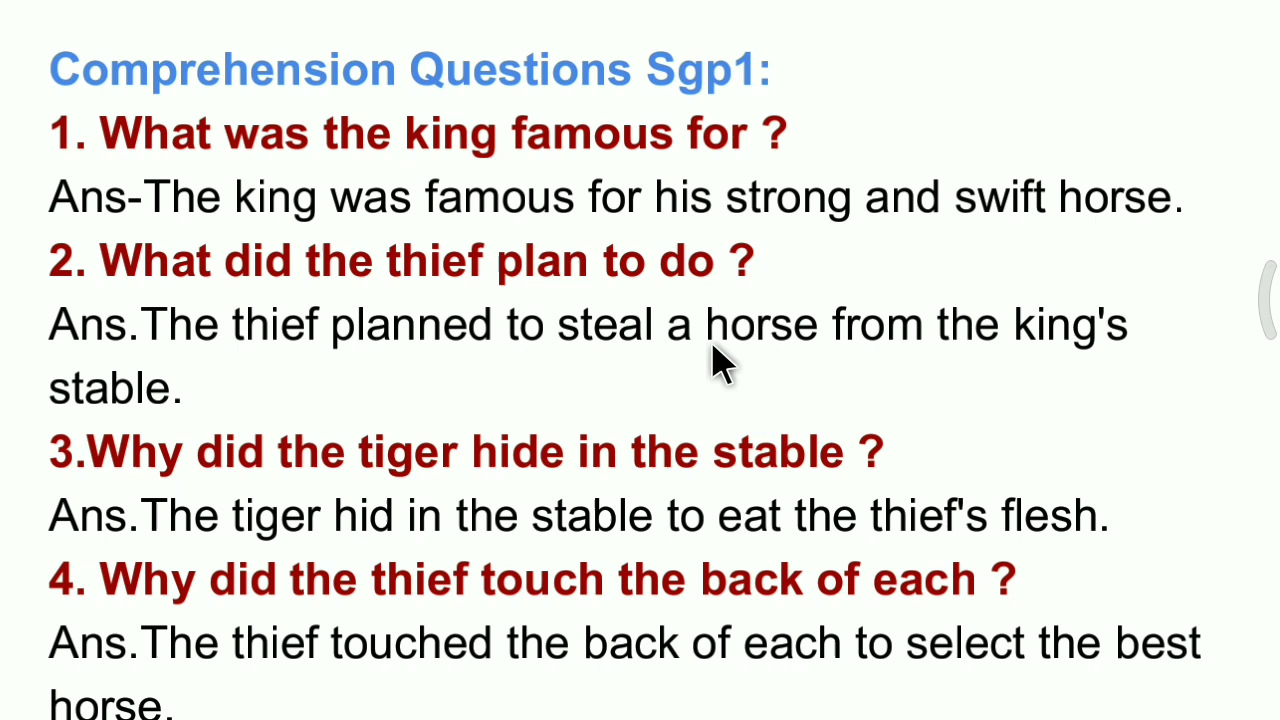 Comprehension Questions Sgp1:
1. What was the king famous for ?
Ans-The king was famous for his strong and swift horse.
2. What did the thief plan to do ?
Ans.The thief planned to steal a horse from the king's
stable.
3.Why did the tiger hide in the stable ?
Ans.The tiger hid in the stable to eat the thief's flesh.
4. Why did the thief touch the back of each ?
Ans.The thief touched the back of each to select the best
horse.